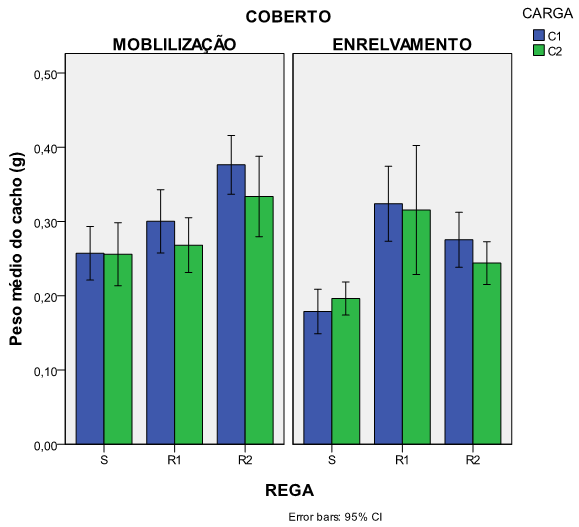 COBERTO
CARGA
C1
C2
MOBLILIZAÇÃO
ENRELVAMENTO
Peso médio do cacho (g)
0,50
0,40
0,30
0,20
0,10
0,00
S
R1
R2
S
R1
R2
REGA
Error bars: 95% CI